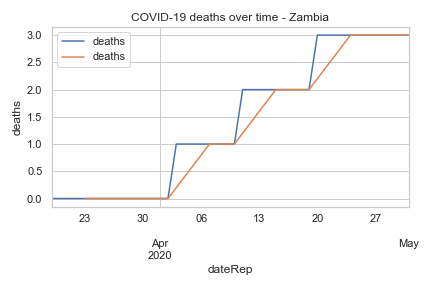 COVID-19 deaths over time - Zambia
deaths
deaths
3.0
2.5
2.0
1.5
1.0
0.5
0.0
deaths
23 30 06 13 20 27
Apr May
2020
dateRep